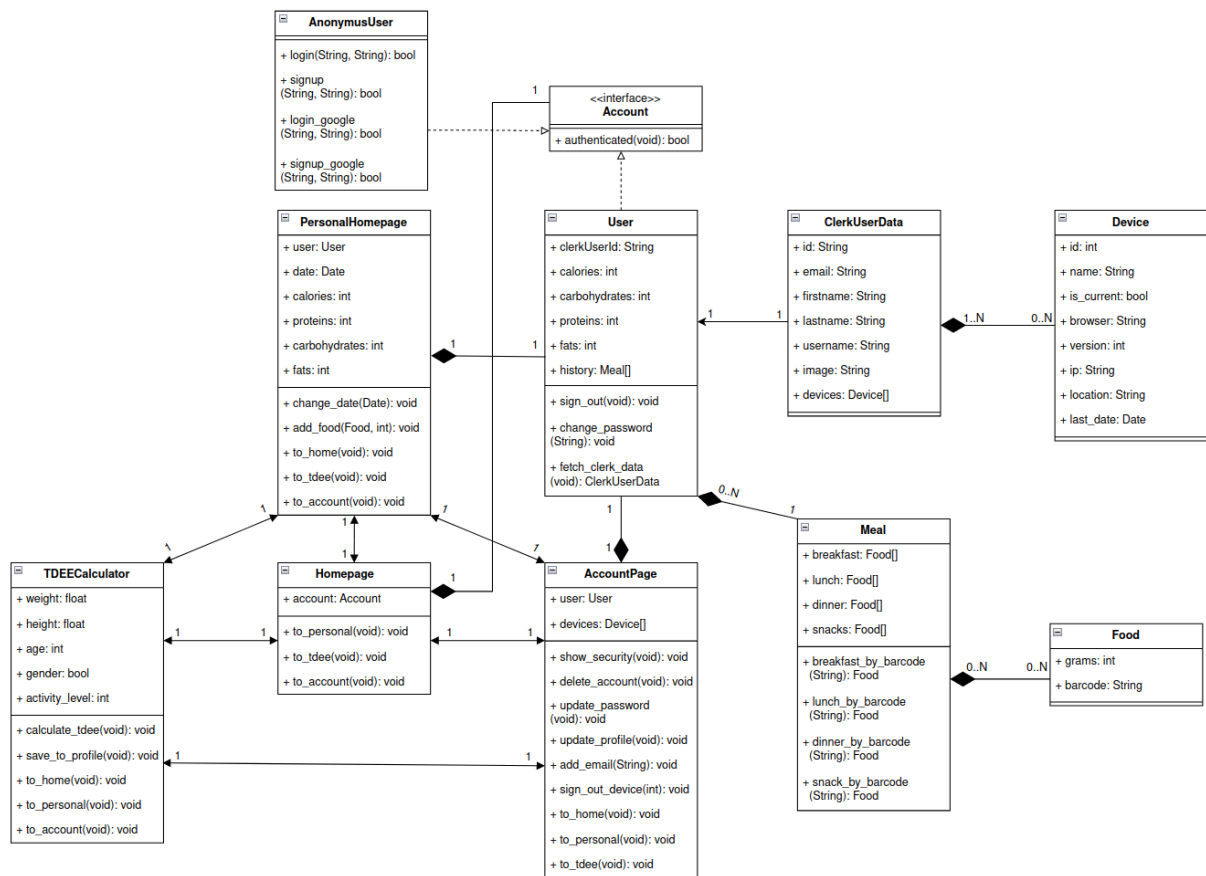 AnonymusUser
+ login(String, String): bool
+ signup
(String, String): bool
+ login_google
(String, String): bool
+ signup_google
(String, String): bool
1
<<interface>>
Account
+ authenticated(void): bool
PersonalHomepage
+ user: User
+ date: Date
+ calories: int
+ proteins: int
+ carbohydrates: int
+ fats: int
+ change_date(Date): void
+ add_food(Food, int): void
+ to_home(void): void
+ to_tdee(void): void
+ to_account(void): void
1
1
User
+ clerkUserId: String
+ calories: int
+ carbohydrates: int
+ proteins: int
+ fats: int
+ history: Meal[]
+ sign_out(void): void
+ change_password
(String): void
+ fetch_clerk_data
(void): ClerkUserData
1
1
ClerkUserData
+ id: String
+ email: String
+ firstname: String
+ lastname: String
+ username: String
+ image: String
+ devices: Device[]
1..N
0..N
Device
+ id: int
+ name: String
+ is_current: bool
+ browser: String
+ version: int
+ ip: String
+ location: String
+ last_date: Date
0..N
1
1
1
1
1
1
1
1
1
1
TDEECalculator
+ weight: float
+ height: float
+ age: int
+ gender: bool
+ activity_level: int
+ calculate_tdee(void): void
+ save_to_profile(void): void
+ to_home(void): void
+ to_personal(void): void
+ to_account(void): void
1
1
Homepage
+ account: Account
+ to_personal(void): void
+ to_tdee(void): void
+ to_account(void): void
1
1
1
1
AccountPage
+ user: User
+ devices: Device[]
+ show_security(void): void
+ delete_account(void): void
+ update_password
(void): void
+ update_profile(void): void
+ add_email(String): void
+ sign_out_device(int): void
+ to_home(void): void
+ to_personal(void): void
+ to_tdee(void): void
Meal
+ breakfast: Food[]
+ lunch: Food[]
+ dinner: Food[]
+ snacks: Food[]
+ breakfast_by_barcode
(String): Food
+ lunch_by_barcode
(String): Food
+ dinner_by_barcode
(String): Food
+ snack_by_barcode
(String): Food
0..N
0..N
Food
+ grams: int
+ barcode: String